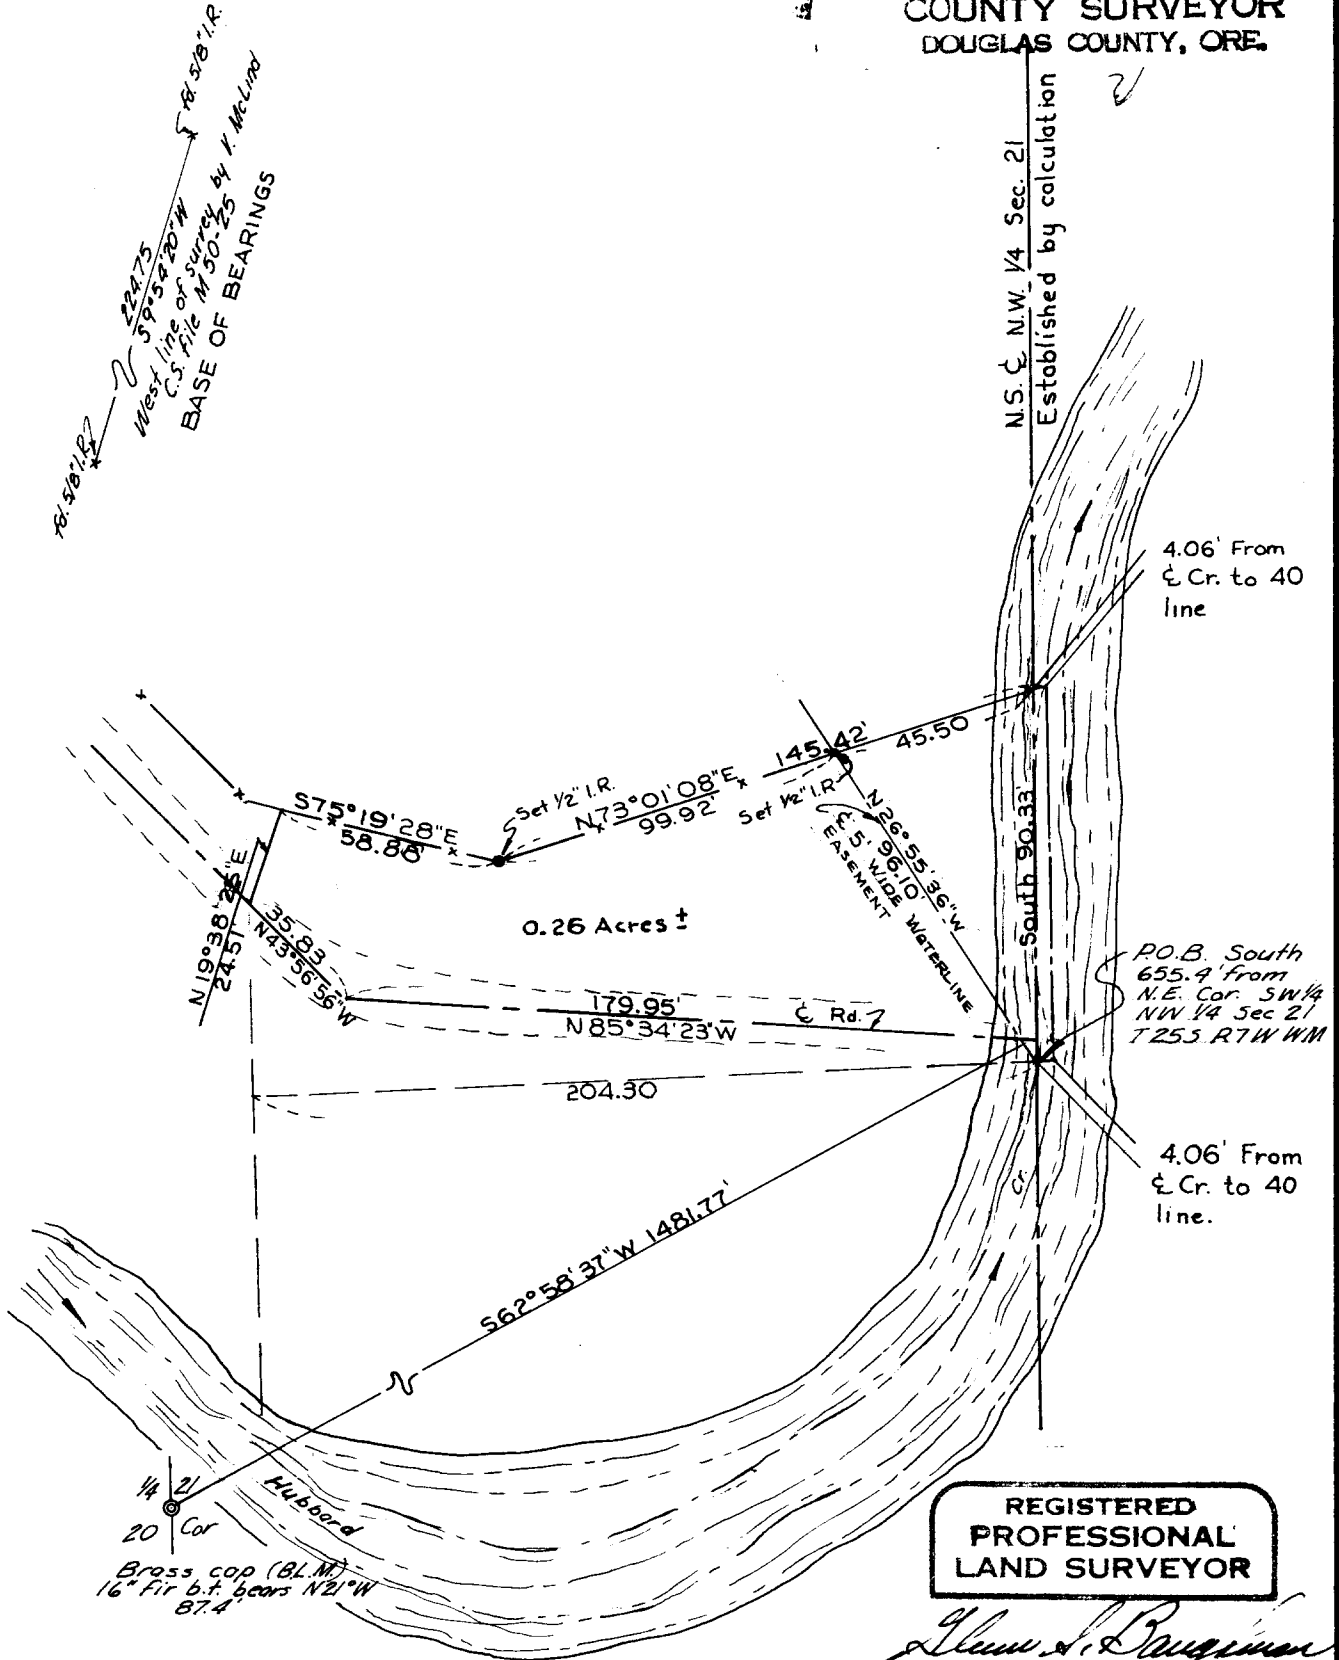 COUNTY SURVEYOR
DOUGLAS COUNTY, ORE.
fd. 5/8" I.R.
224.75
S9°54'20"W
West line of survey by V. McLind
C.S. File M 50-25
BASE OF BEARINGS
fd. 5/8" I.R.
N.S. ℄ N.W. 1/4 Sec. 21
Established by calculation
4.06' From
℄ Cr. to 40
line
145.42'
45.50
S75°19'28"E
58.88'
Set 1/2" I.R.
N73°01'08"E
99.92'
Set 1/2" I.R.
N26°55'36"W
96.10'
℄ 5' WIDE WATERLINE
EASEMENT
South 90.33'
N19°38'25"E
24.51'
35.83
N43°56'56"W
0.26 Acres ±
179.95'
N85°34'23"W
℄ Rd.
P.O.B. South
655.4' from
N.E. Cor. SW 1/4
NW 1/4 Sec 21
T25S R7W WM
204.30
4.06' From
℄ Cr. to 40
line.
Cr.
S62°58'37"W 1481.77'
1/4 21
20 Cor
Hubbard
Brass cap (B.L.M.)
16" Fir b.t. bears N21°W
87.4'
REGISTERED
PROFESSIONAL
LAND SURVEYOR